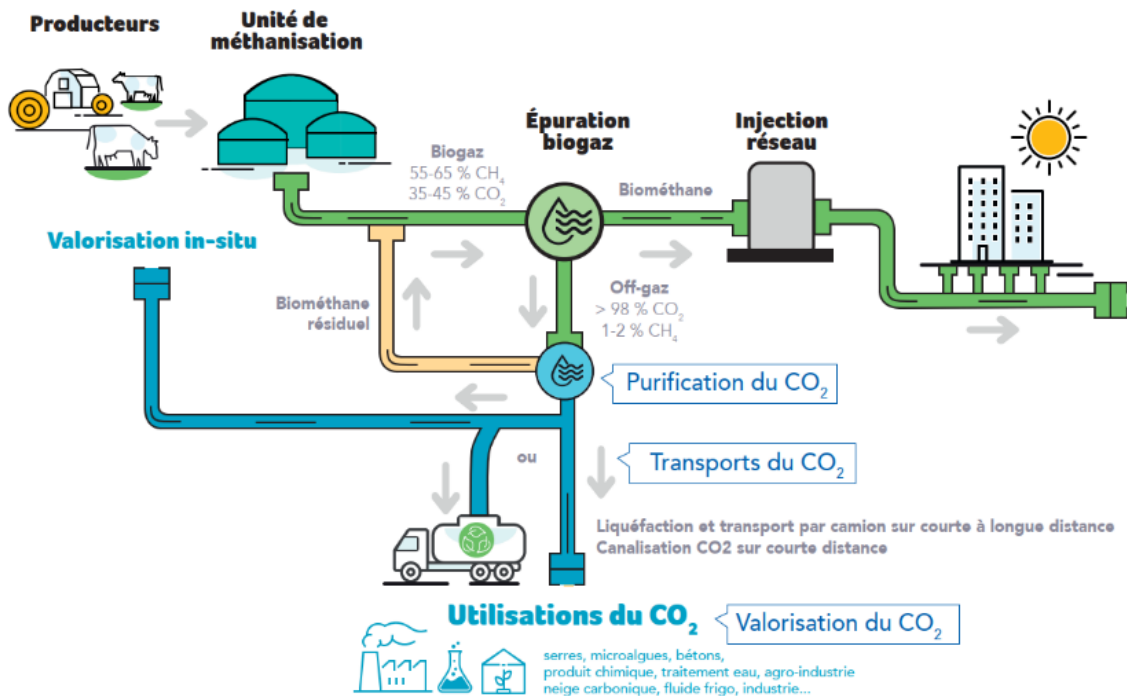 Producteurs
Unité de
méthanisation
Épuration
biogaz
Injection
réseau
Biogaz
55-65 % CH₄
35-45 % CO₂
Biométhane
Valorisation in-situ
Biométhane
résiduel
Off-gaz
> 98 % CO₂
1-2 % CH₄
Purification du CO₂
ou
Transports du CO₂
Liquéfaction et transport par camion sur courte à longue distance
Canalisation CO2 sur courte distance
Utilisations du CO₂
Valorisation du CO₂
serres, microalgues, bétons,
produit chimique, traitement eau, agro-industrie
neige carbonique, fluide frigo, industrie...